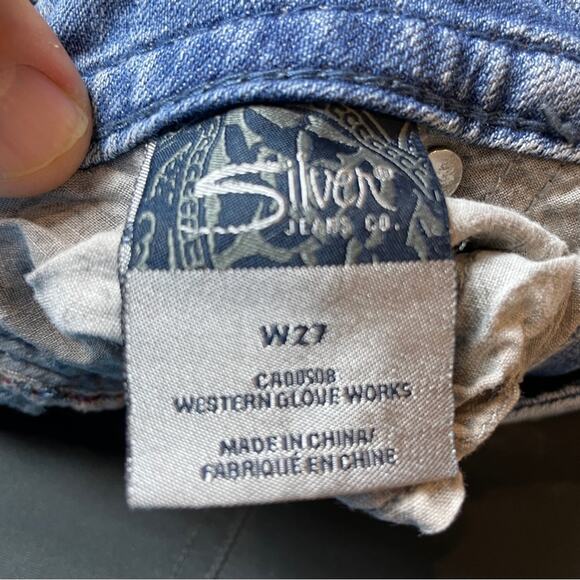 Silver®
JEANS CO.
W27
CA00508
WESTERN GLOVE WORKS
MADE IN CHINA/
FABRIQUÉ EN CHINE